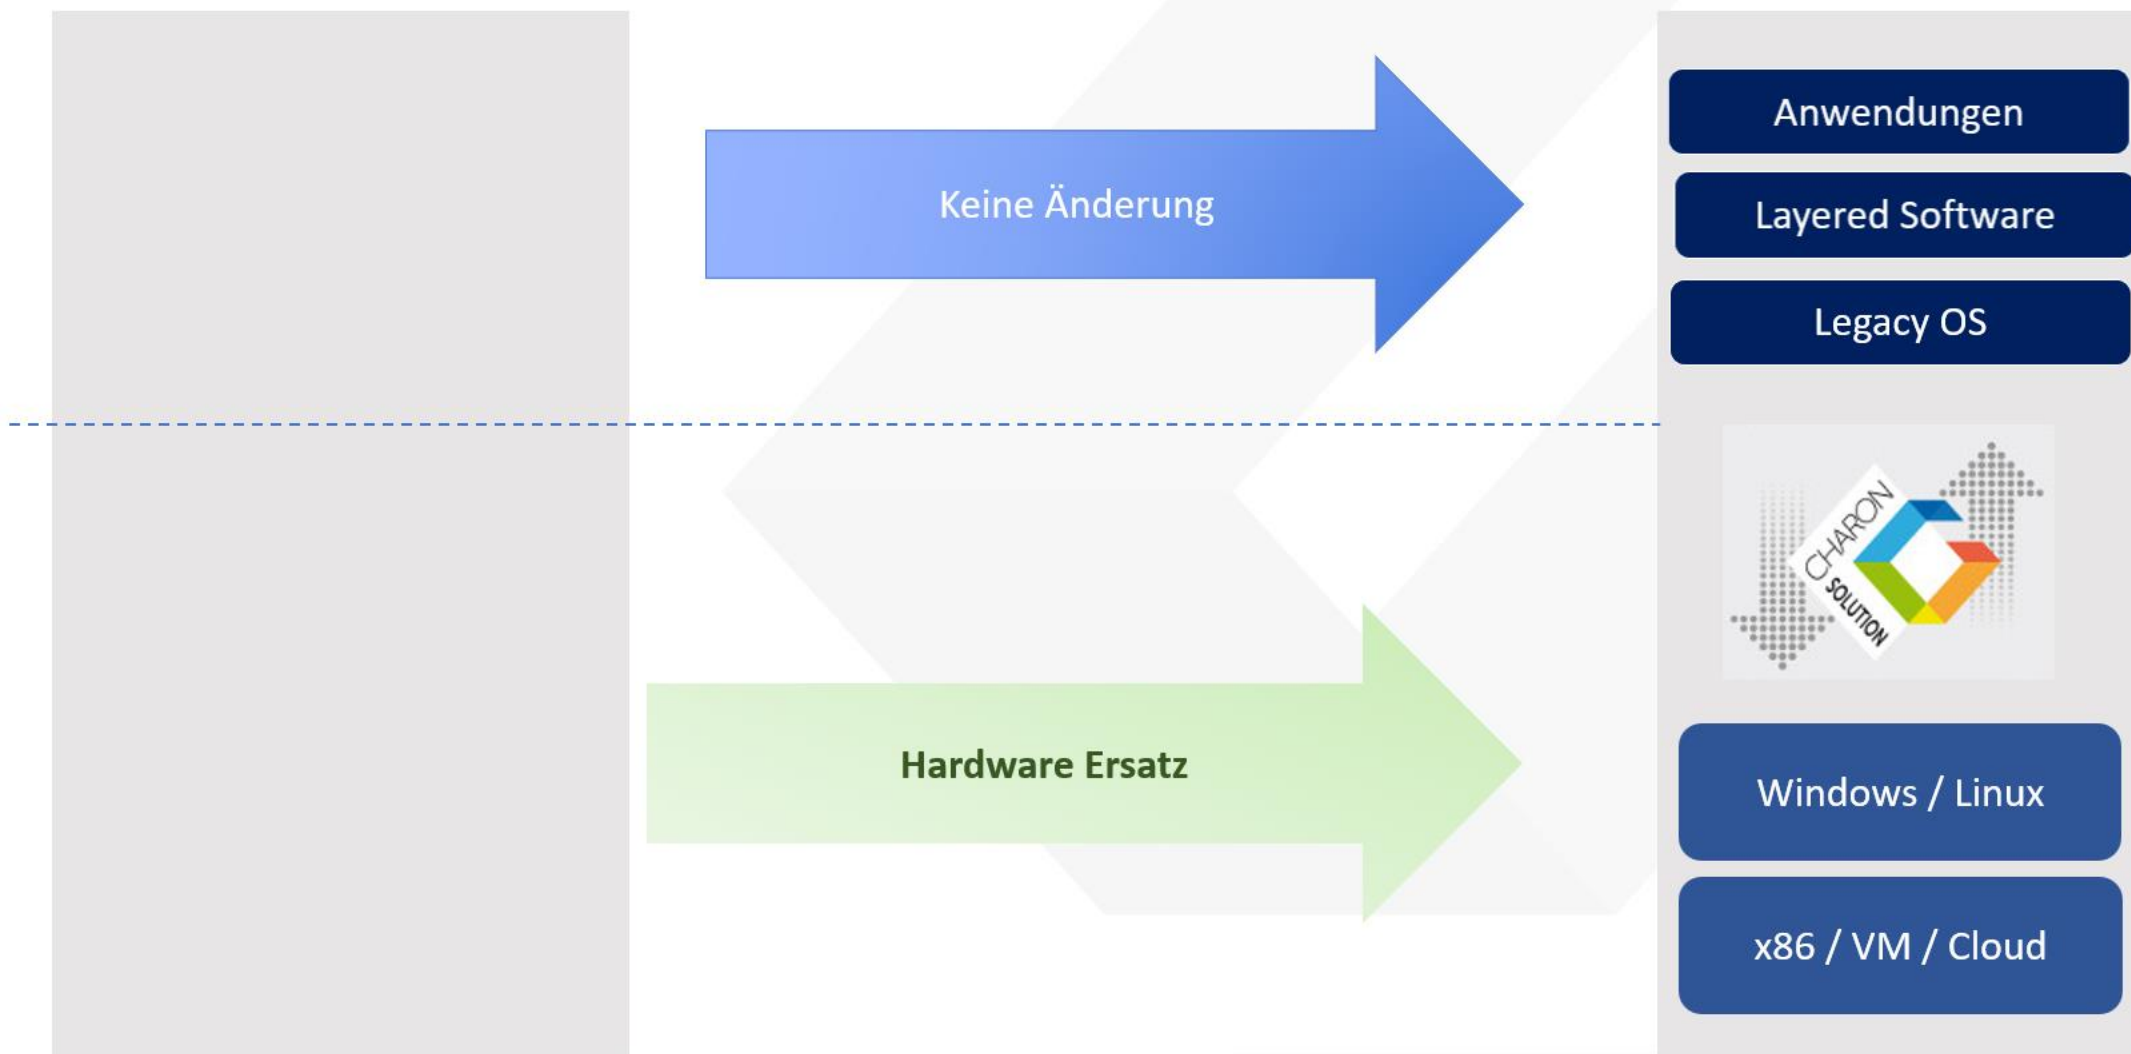 Anwendungen
Keine Änderung
Layered Software
Legacy OS
CHARON
SOLUTION
Hardware Ersatz
Windows / Linux
x86 / VM / Cloud